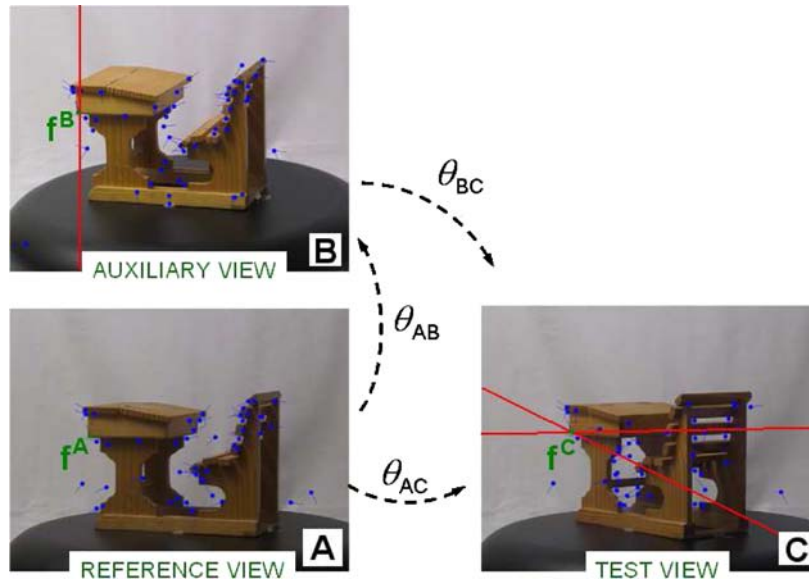 f^B
B
AUXILIARY VIEW
θ_BC
θ_AB
f^A
θ_AC
A
REFERENCE VIEW
f^C
C
TEST VIEW